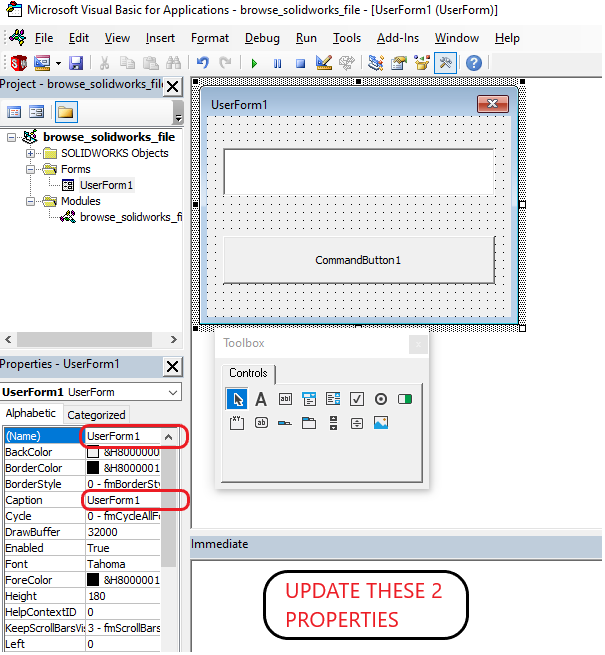 Microsoft Visual Basic for Applications - browse_solidworks_file - [UserForm1 (UserForm)]
File Edit View Insert Format Debug Run Tools Add-Ins Window Help
Project - browse_solidworks_fil
browse_solidworks_file
SOLIDWORKS Objects
Forms
UserForm1
Modules
browse_solidworks_fi
UserForm1
CommandButton1
Toolbox
Controls
Properties - UserForm1
UserForm1 UserForm
Alphabetic Categorized
(Name) UserForm1
BackColor &H8000000
BorderColor &H8000001
BorderStyle 0 - fmBorderSty
Caption UserForm1
Cycle 0 - fmCycleAllFo
DrawBuffer 32000
Enabled True
Font Tahoma
ForeColor &H8000001
Height 180
HelpContextID 0
KeepScrollBarsVis 3 - fmScrollBars
Left 0
Immediate
UPDATE THESE 2
PROPERTIES